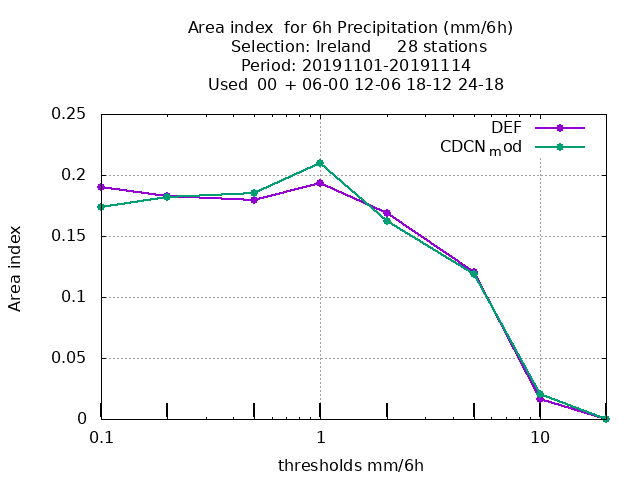 Area index  for 6h Precipitation (mm/6h)
Selection: Ireland     28 stations
Period: 20191101-20191114
Used  00  + 06-00 12-06 18-12 24-18
0.25
0.2
0.15
0.1
0.05
0
DEF
CDCN_mod
Area index
0.1
1
10
thresholds mm/6h